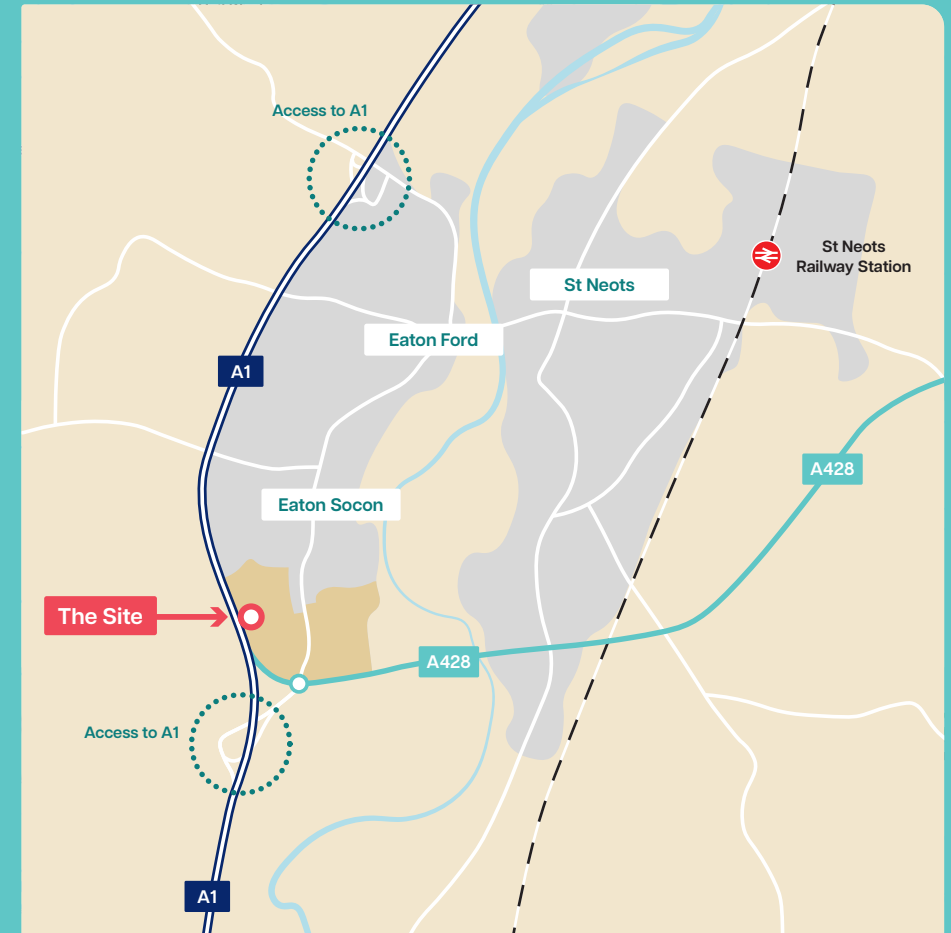 Access to A1
St Neots
Railway Station
St Neots
Eaton Ford
A1
A428
Eaton Socon
The Site
A428
Access to A1
A1